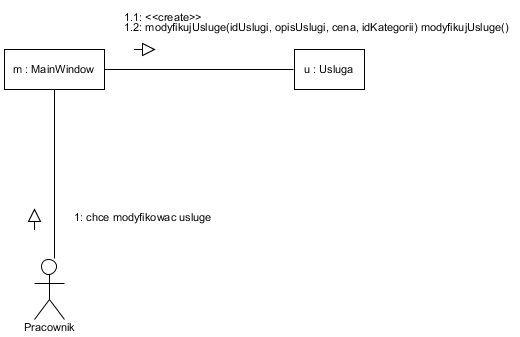 1.1: <<create>>
1.2: modyfikujUsluge(idUslugi, opisUslugi, cena, idKategorii) modyfikujUsluge()
m : MainWindow
u : Usluga
1: chce modyfikowac usluge
Pracownik